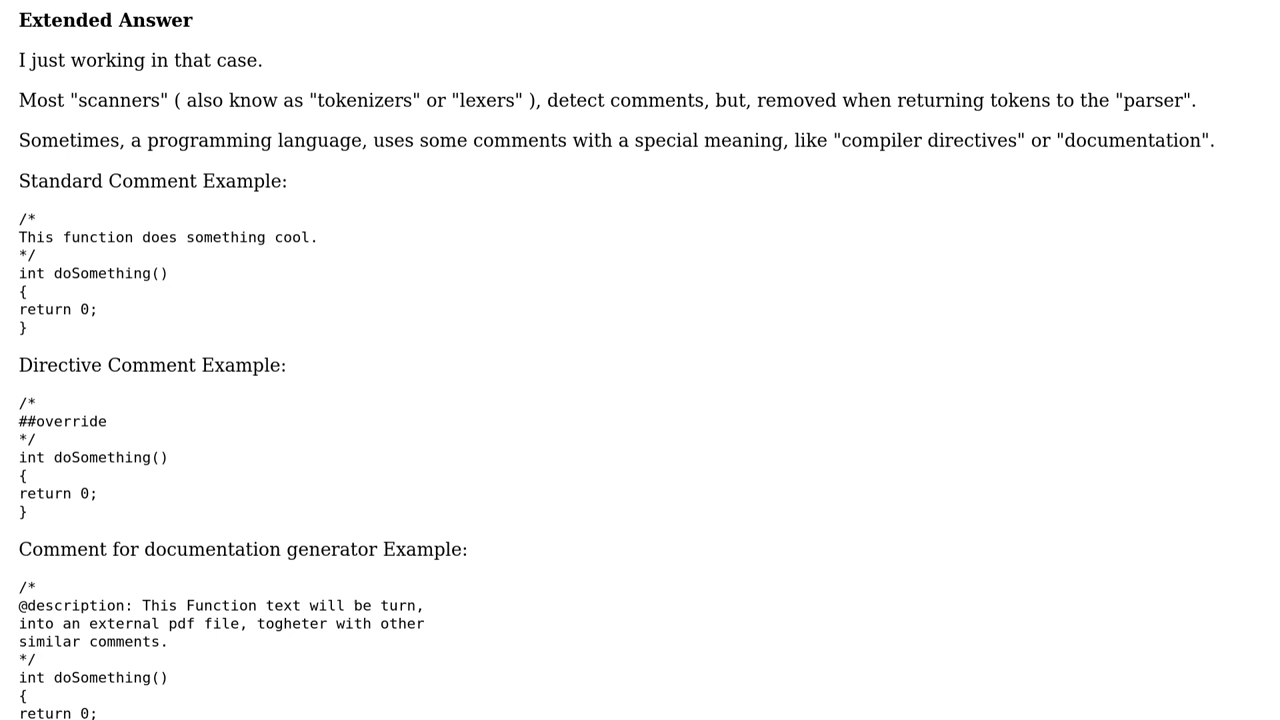 Extended Answer
I just working in that case.
Most "scanners" ( also know as "tokenizers" or "lexers" ), detect comments, but, removed when returning tokens to the "parser".
Sometimes, a programming language, uses some comments with a special meaning, like "compiler directives" or "documentation".
Standard Comment Example:
/*
This function does something cool.
*/
int doSomething()
{
return 0;
}
Directive Comment Example:
/*
##override
*/
int doSomething()
{
return 0;
}
Comment for documentation generator Example:
/*
@description: This Function text will be turn,
into an external pdf file, togheter with other
similar comments.
*/
int doSomething()
{
return 0;